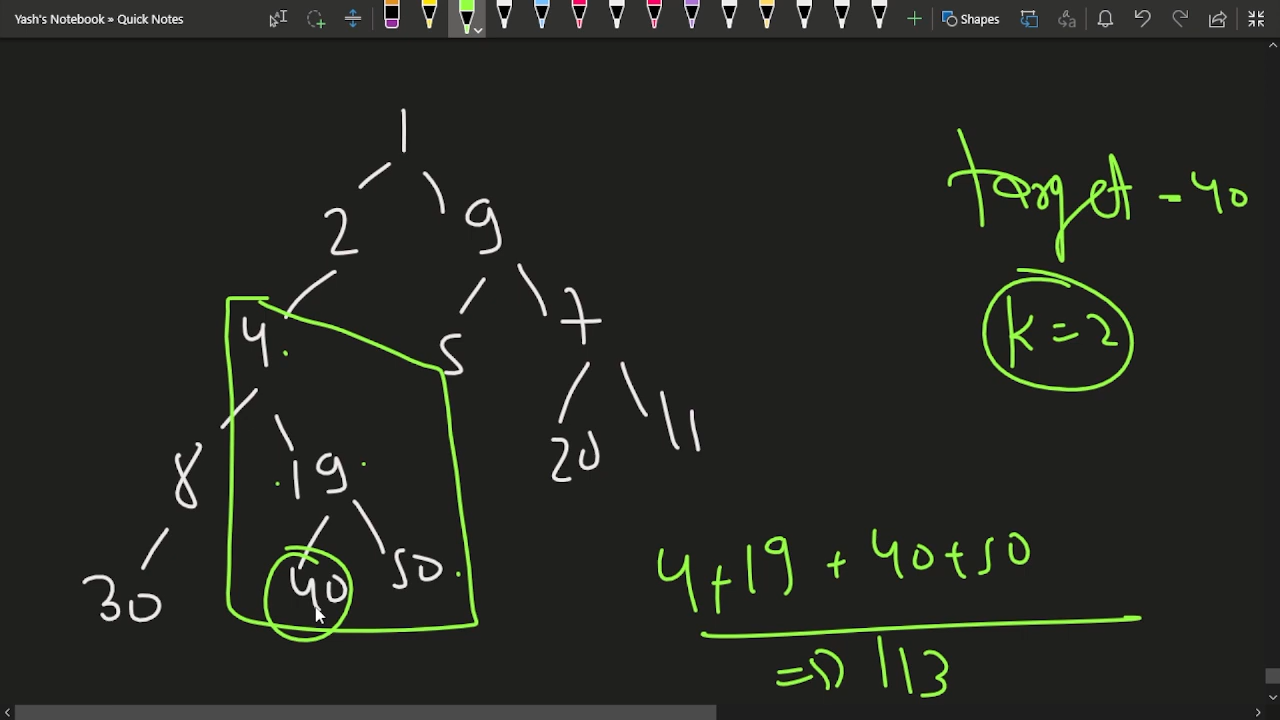 Yash's Notebook » Quick Notes
Shapes
1
2 9
4 5 7
8 19 20 11
30 40 50
target - 40
k = 2
4 + 19 + 40 + 50
=> 113